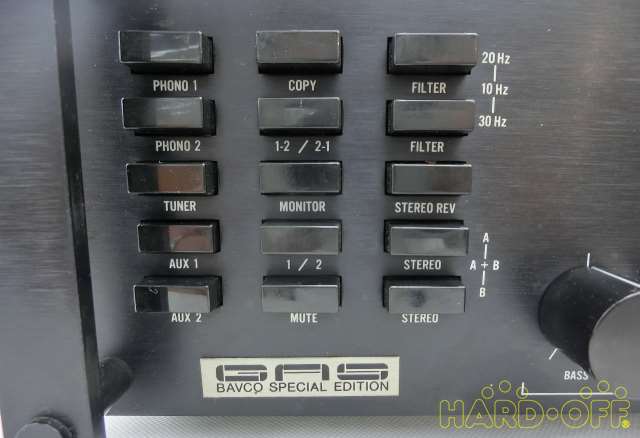 PHONO 1 COPY FILTER
20 Hz
10 Hz
30 Hz
PHONO 2 1-2 / 2-1 FILTER
TUNER MONITOR STEREO REV
AUX 1 1 / 2 STEREO
A
A + B
B
AUX 2 MUTE STEREO
BASS
GAS
BAVCO SPECIAL EDITION
HARD·OFF